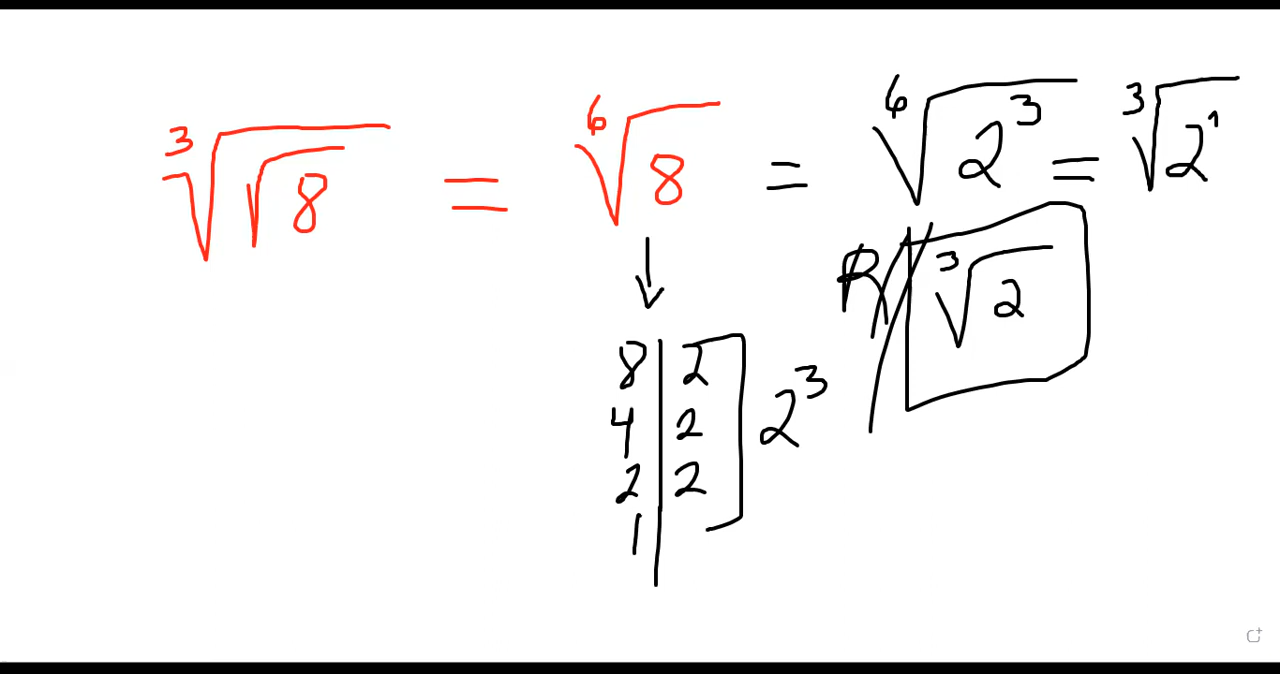 ∛(√8) = ⁶√8 = ⁶√(2³) = ∛(2¹)
R// ∛2
8 | 2
4 | 2
2 | 2
1 |
2³